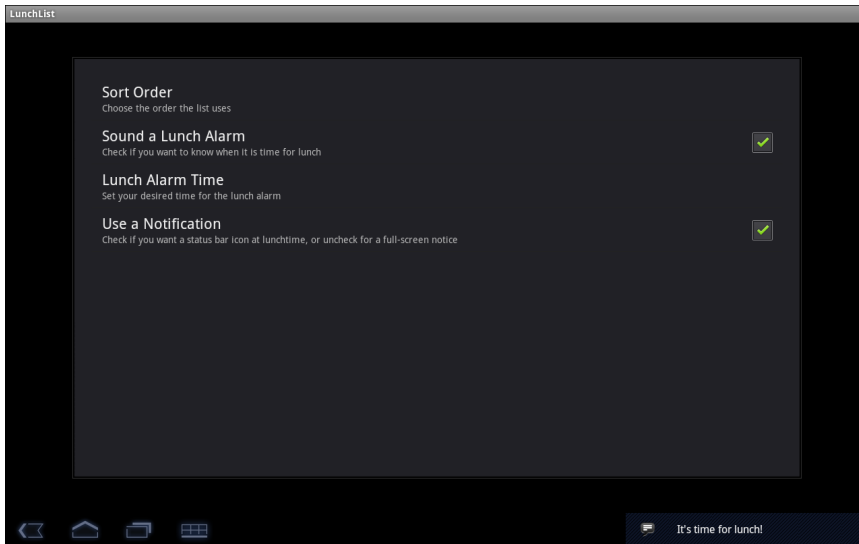 LunchList
Sort Order
Choose the order the list uses
Sound a Lunch Alarm
Check if you want to know when it is time for lunch
Lunch Alarm Time
Set your desired time for the lunch alarm
Use a Notification
Check if you want a status bar icon at lunchtime, or uncheck for a full-screen notice
It's time for lunch!